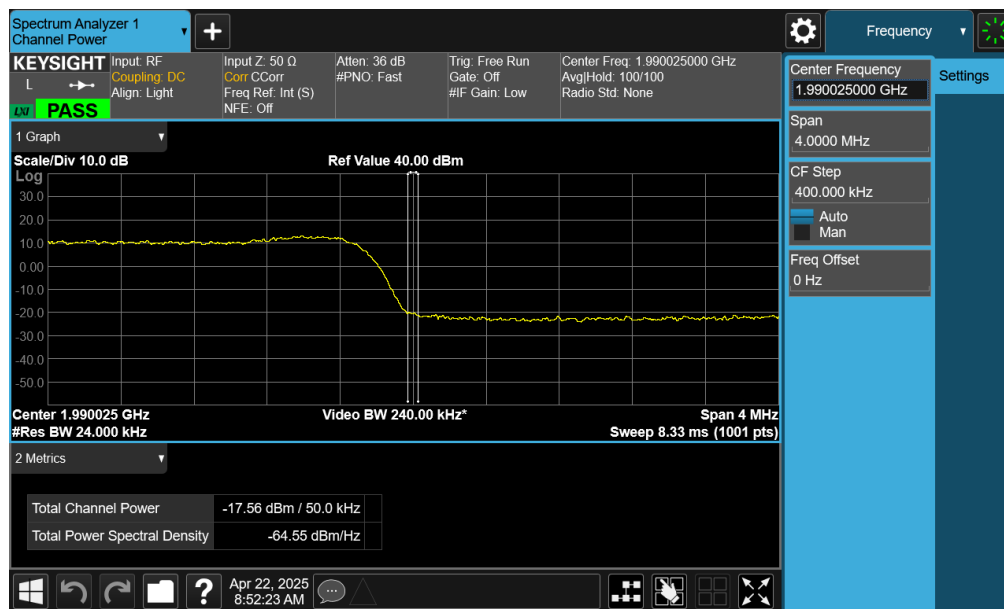 Spectrum Analyzer 1
Channel Power
Frequency
KEYSIGHT
L
LXI
PASS
Input: RF
Coupling: DC
Align: Light
Input Z: 50 Ω
Corr CCorr
Freq Ref: Int (S)
NFE: Off
Atten: 36 dB
#PNO: Fast
Trig: Free Run
Gate: Off
#IF Gain: Low
Center Freq: 1.990025000 GHz
Avg|Hold: 100/100
Radio Std: None
Center Frequency
1.990025000 GHz
Settings
Span
4.0000 MHz
CF Step
400.000 kHz
Auto
Man
Freq Offset
0 Hz
1 Graph
Scale/Div 10.0 dB
Ref Value 40.00 dBm
Log
30.0
20.0
10.0
0.00
-10.0
-20.0
-30.0
-40.0
-50.0
Center 1.990025 GHz
Video BW 240.00 kHz*
Span 4 MHz
#Res BW 24.000 kHz
Sweep 8.33 ms (1001 pts)
2 Metrics
Total Channel Power -17.56 dBm / 50.0 kHz
Total Power Spectral Density -64.55 dBm/Hz
?
Apr 22, 2025
8:52:23 AM